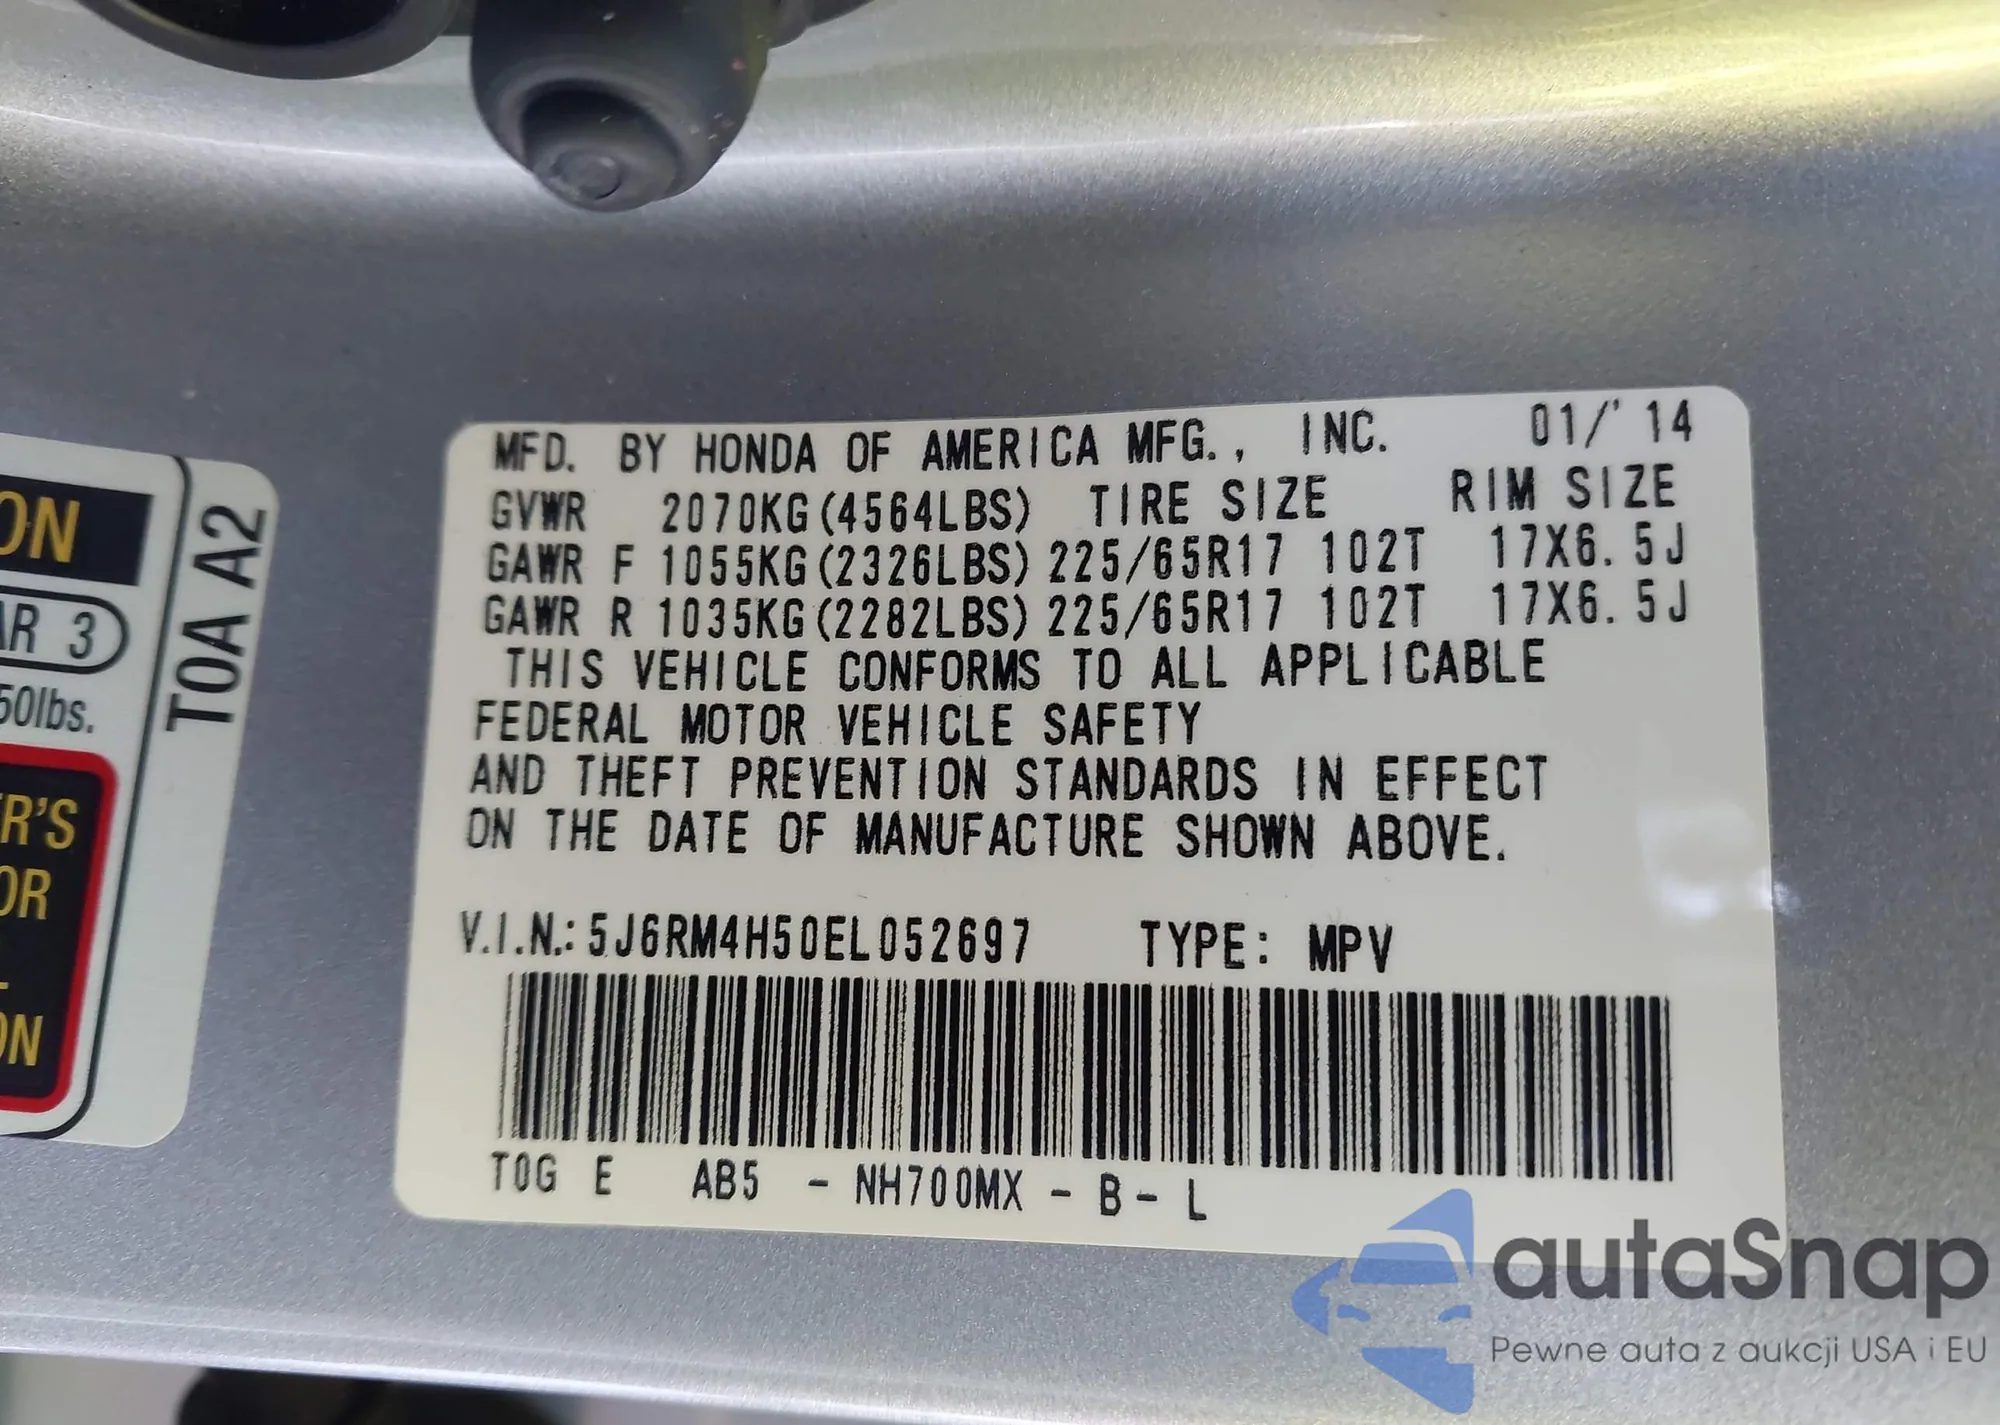 MFD. BY HONDA OF AMERICA MFG., INC. 01/'14
GVWR 2070KG(4564LBS) TIRE SIZE RIM SIZE
GAWR F 1055KG(2326LBS) 225/65R17 102T 17X6.5J
GAWR R 1035KG(2282LBS) 225/65R17 102T 17X6.5J
THIS VEHICLE CONFORMS TO ALL APPLICABLE
FEDERAL MOTOR VEHICLE SAFETY
AND THEFT PREVENTION STANDARDS IN EFFECT
ON THE DATE OF MANUFACTURE SHOWN ABOVE.
V.I.N.: 5J6RM4H50EL052697 TYPE: MPV
T0G E AB5 - NH700MX - B - L
ON
AR 3
50lbs.
ER'S
OR
ON
T0A A2
autaSnap
Pewne auta z aukcji USA i EU